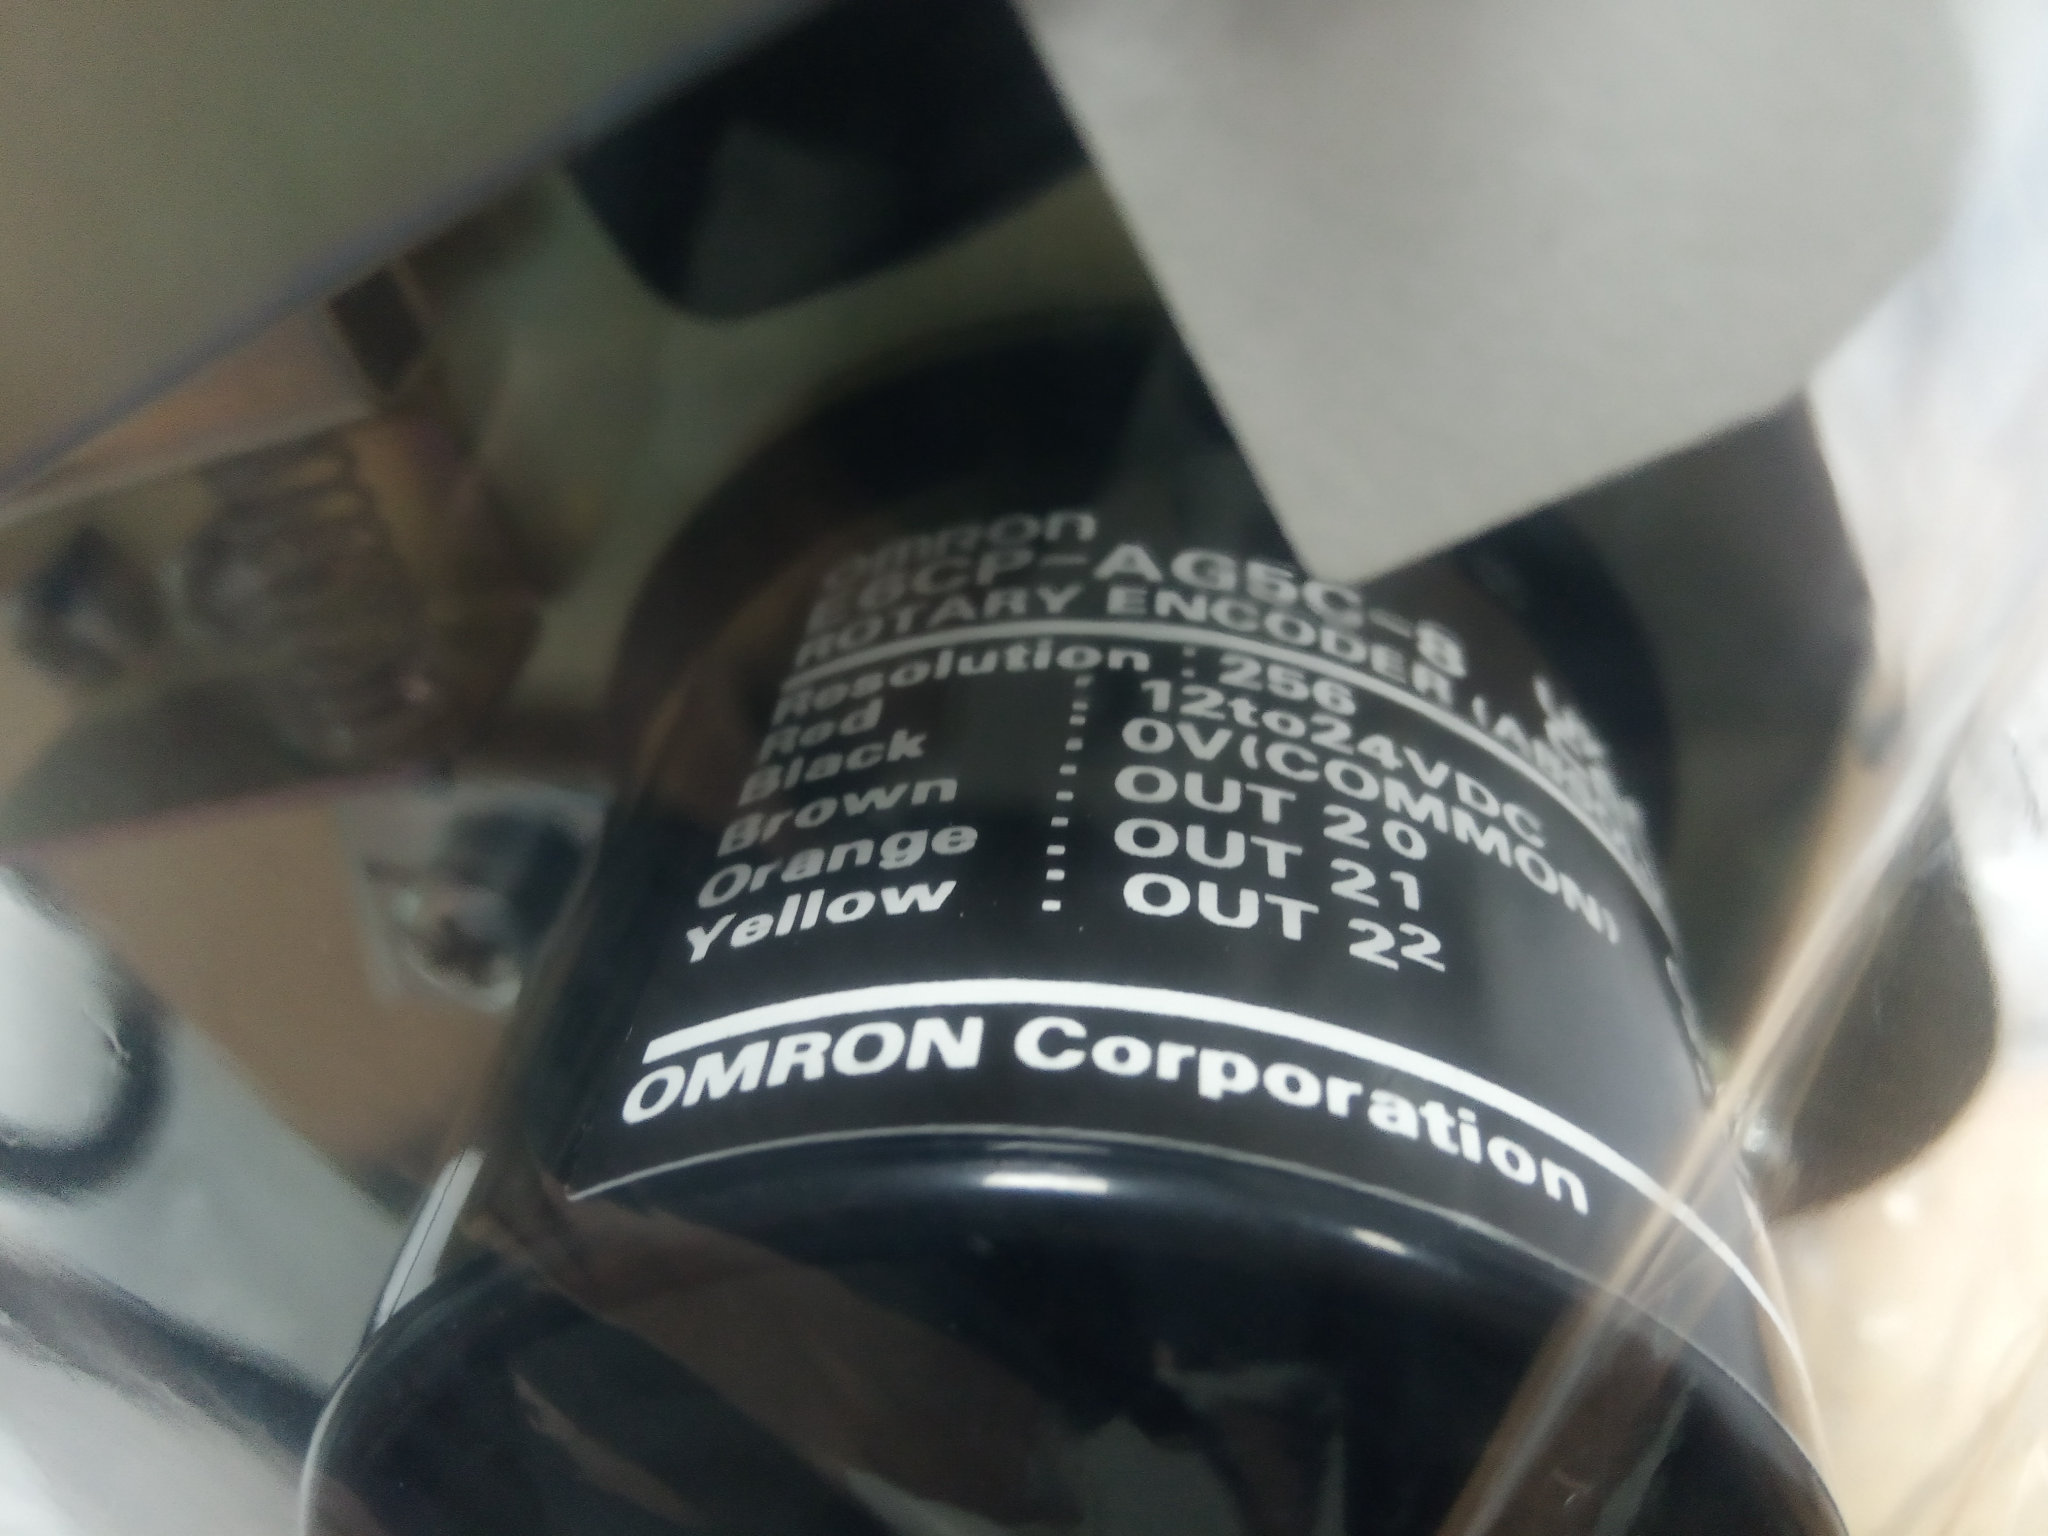 OMRON
E6CP-AG5C-8
ROTARY ENCODER
Resolution : 256
Red : 12to24VDC
Black : 0V(COMMON)
Brown : OUT 20
Orange : OUT 21
Yellow : OUT 22
OMRON Corporation